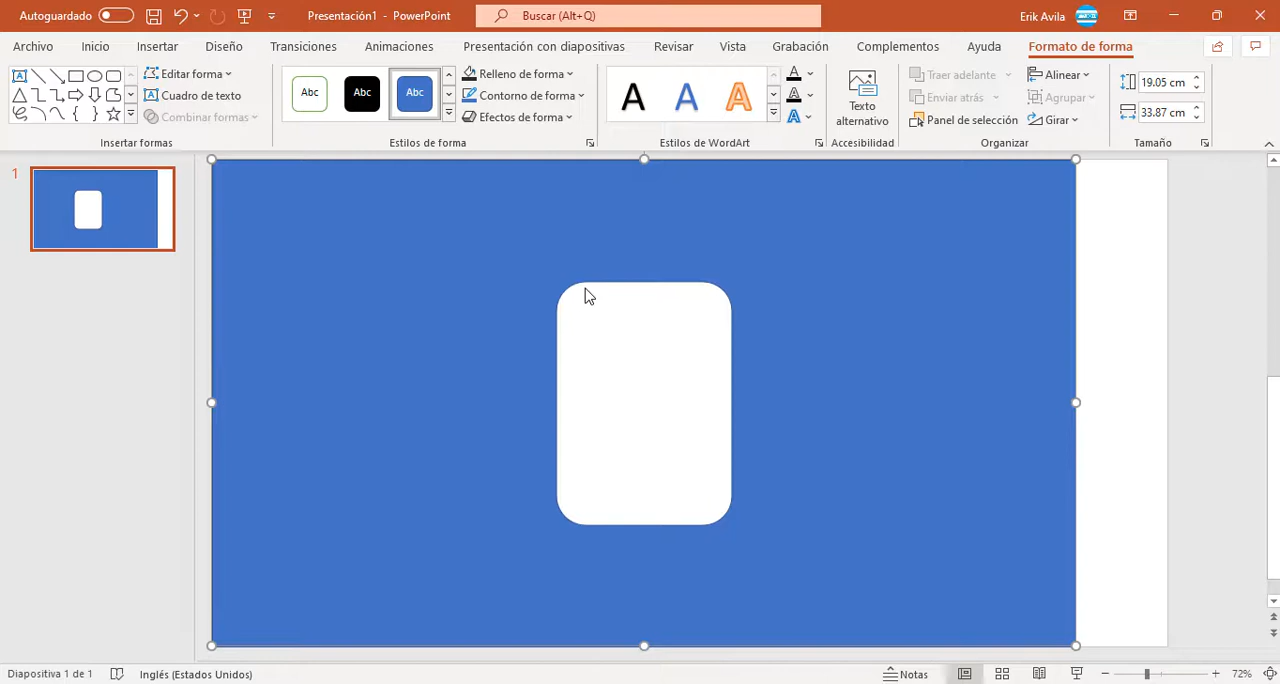 Autoguardado Presentación1 - PowerPoint Buscar (Alt+Q) Erik Avila
Archivo Inicio Insertar Diseño Transiciones Animaciones Presentación con diapositivas Revisar Vista Grabación Complementos Ayuda Formato de forma
Editar forma
Cuadro de texto
Combinar formas
Insertar formas
Abc Abc Abc
Relleno de forma
Contorno de forma
Efectos de forma
Estilos de forma
A A A
A
A
A
Estilos de WordArt
Texto
alternativo
Accesibilidad
Traer adelante
Enviar atrás
Panel de selección
Alinear
Agrupar
Girar
Organizar
19.05 cm
33.87 cm
Tamaño
1
Diapositiva 1 de 1 Inglés (Estados Unidos) Notas 72%